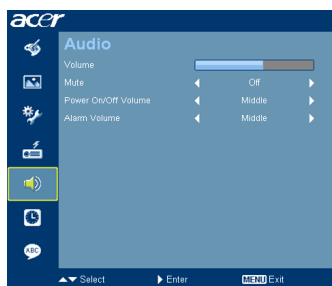 acer
Audio
Volume
Mute Off
Power On/Off Volume Middle
Alarm Volume Middle
ABC
Select Enter MENU Exit